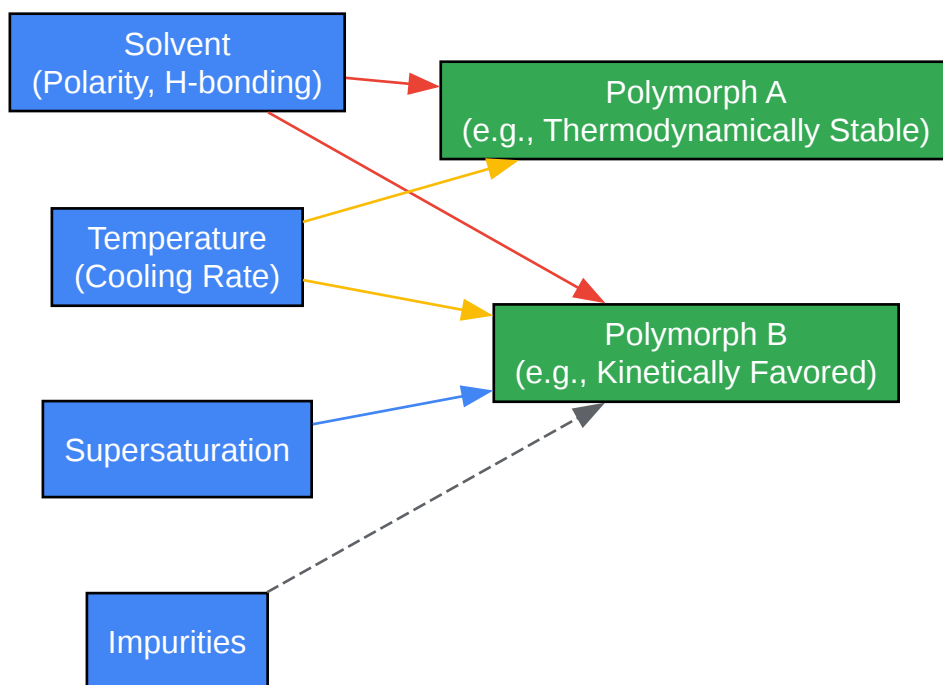 Solvent
(Polarity, H-bonding)
Polymorph A
(e.g., Thermodynamically Stable)
Temperature
(Cooling Rate)
Polymorph B
(e.g., Kinetically Favored)
Supersaturation
Impurities